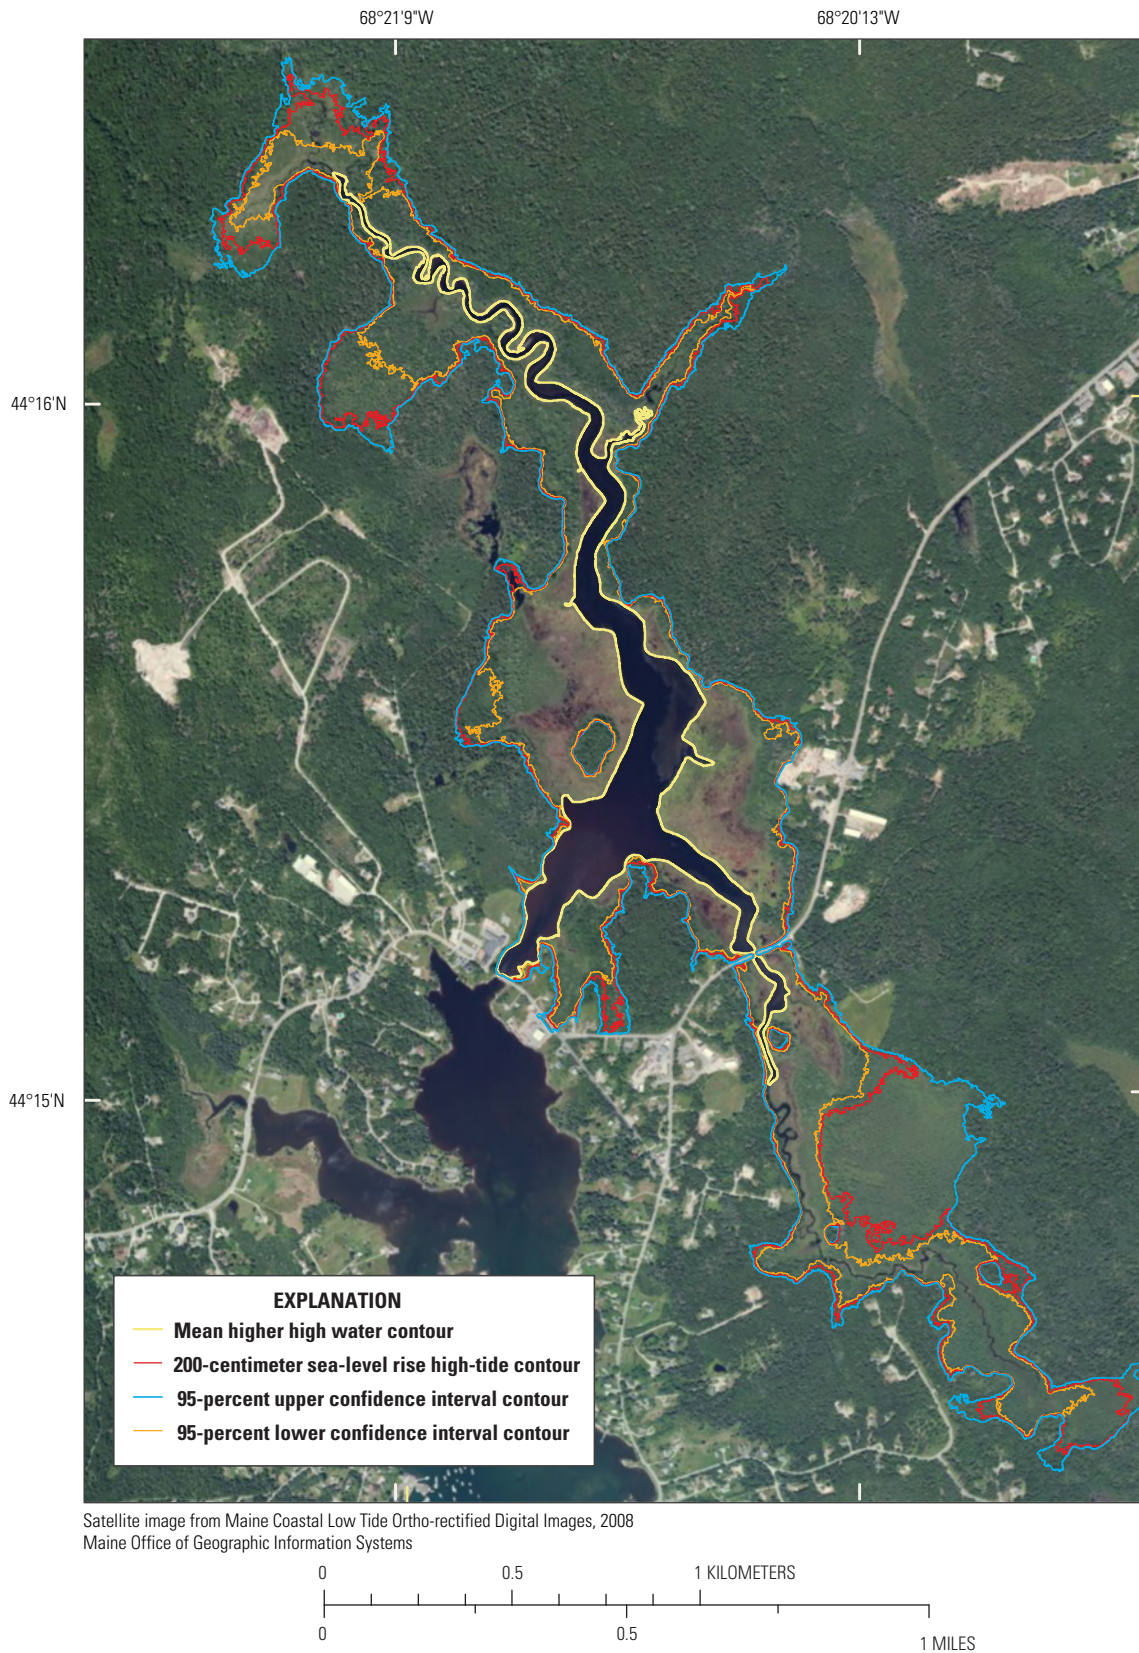 68°21'9"W 68°20'13"W
44°16'N
44°15'N
EXPLANATION
Mean higher high water contour
200-centimeter sea-level rise high-tide contour
95-percent upper confidence interval contour
95-percent lower confidence interval contour
Satellite image from Maine Coastal Low Tide Ortho-rectified Digital Images, 2008
Maine Office of Geographic Information Systems
0 0.5 1 KILOMETERS
0 0.5 1 MILES